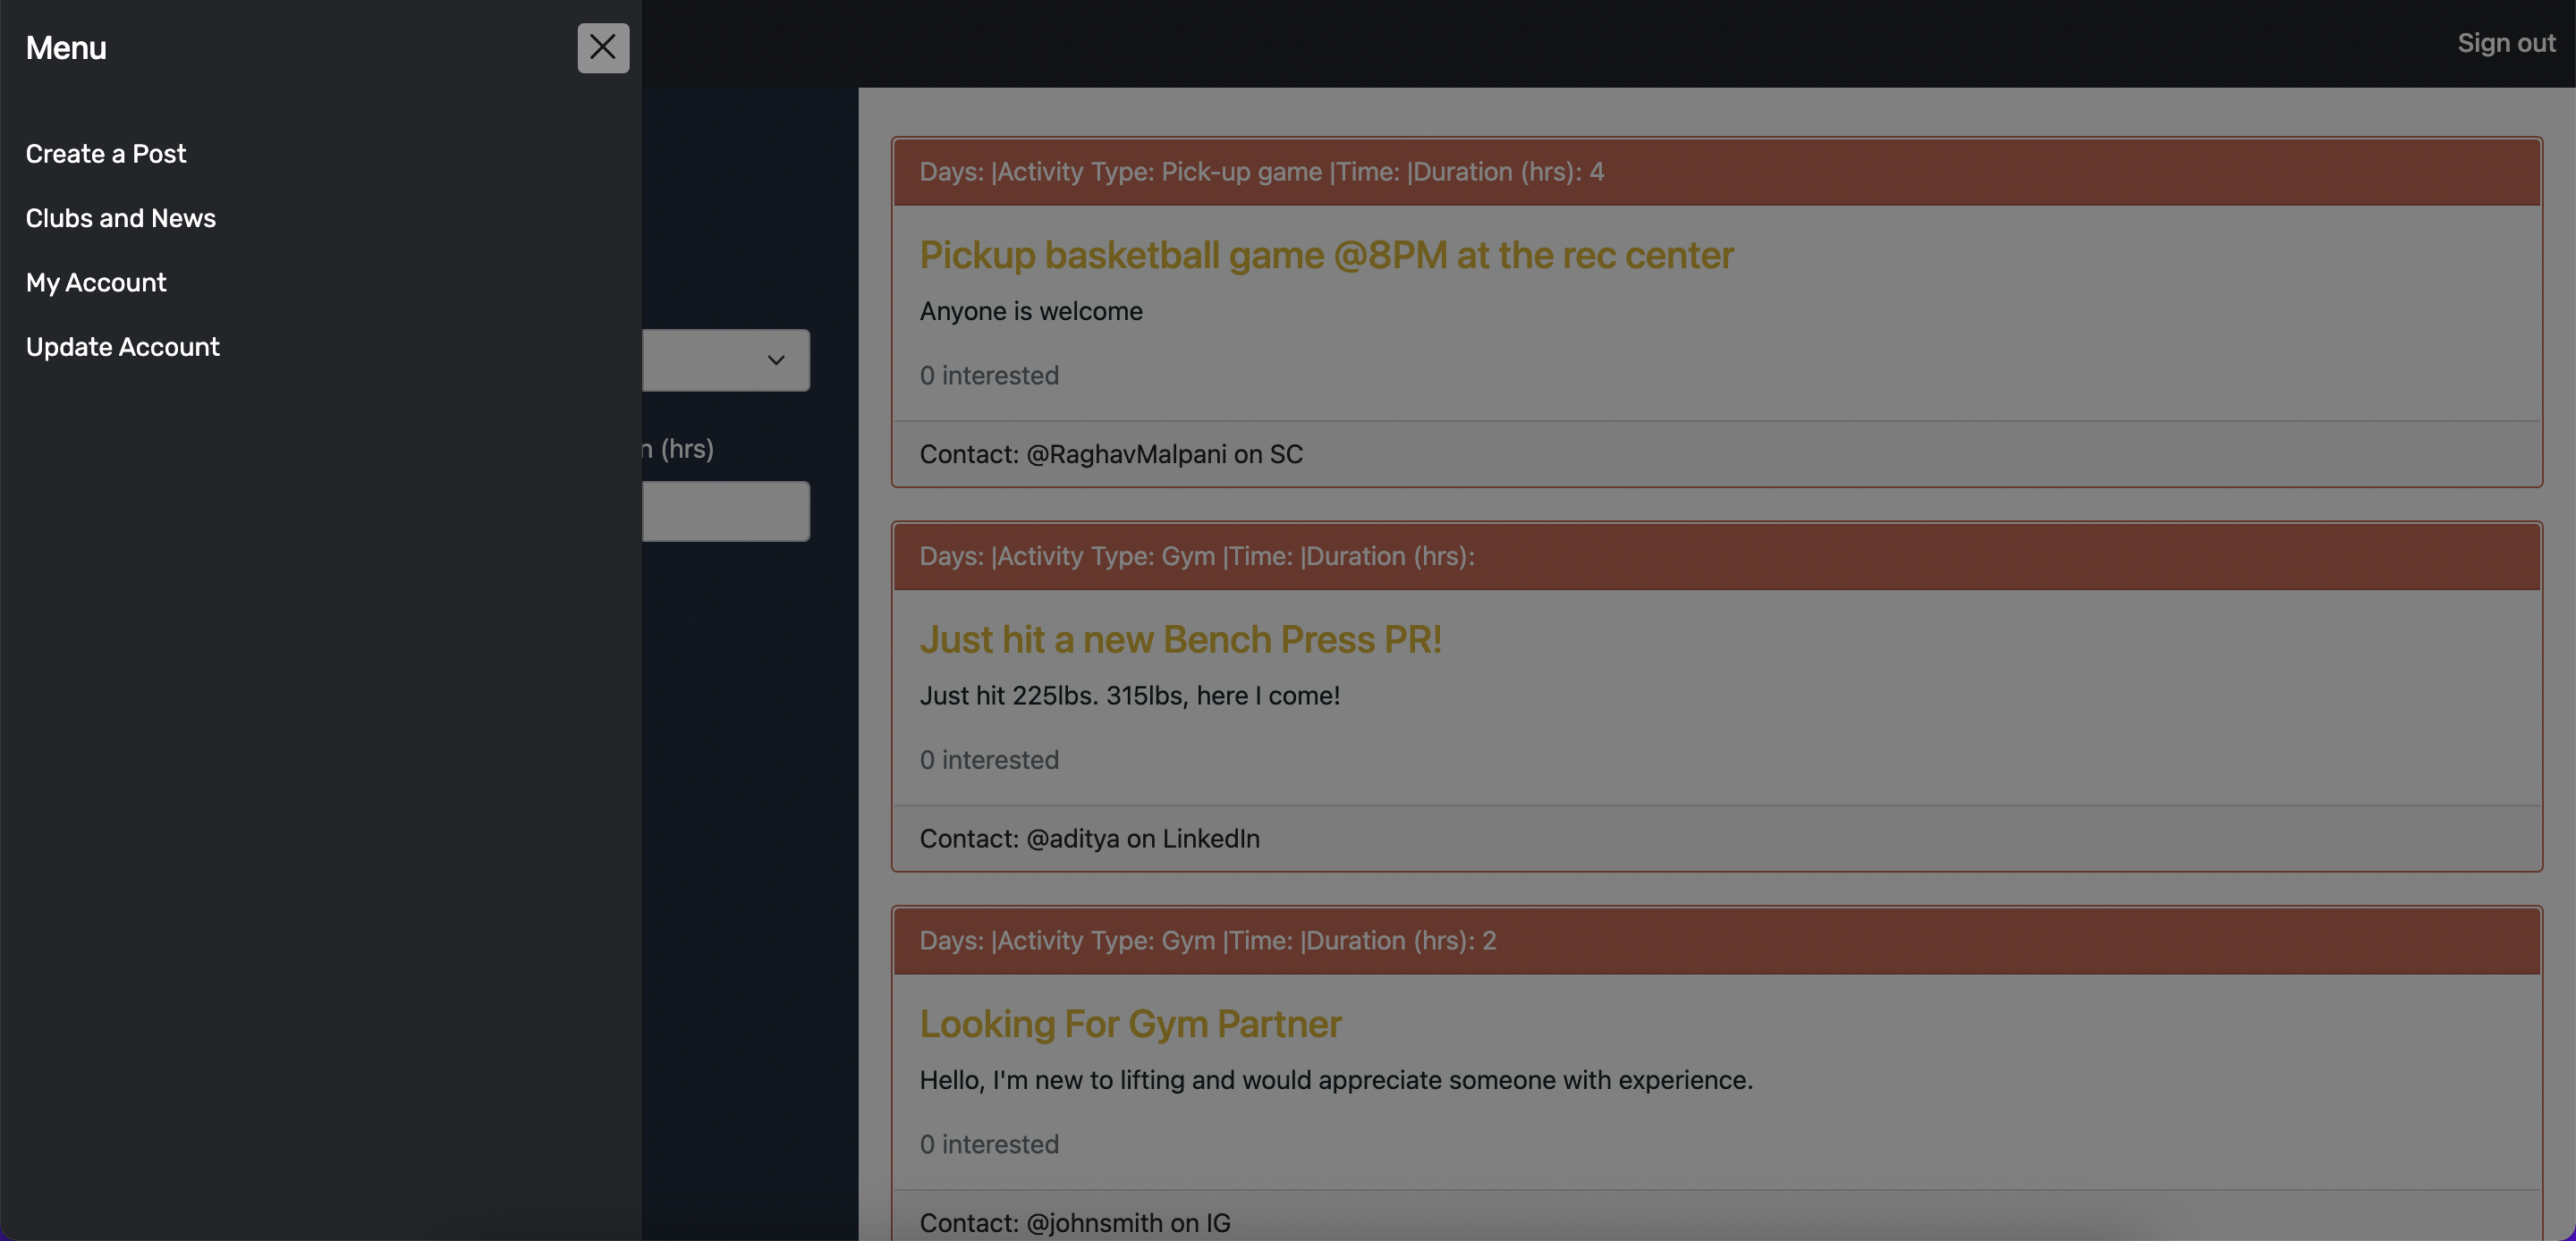 Menu
Sign out
Create a Post
Clubs and News
My Account
Update Account
(hrs)
Days: |Activity Type: Pick-up game |Time: |Duration (hrs): 4
Pickup basketball game @8PM at the rec center
Anyone is welcome
0 interested
Contact: @RaghavMalpani on SC
Days: |Activity Type: Gym |Time: |Duration (hrs):
Just hit a new Bench Press PR!
Just hit 225lbs. 315lbs, here I come!
0 interested
Contact: @aditya on LinkedIn
Days: |Activity Type: Gym |Time: |Duration (hrs): 2
Looking For Gym Partner
Hello, I'm new to lifting and would appreciate someone with experience.
0 interested
Contact: @johnsmith on IG